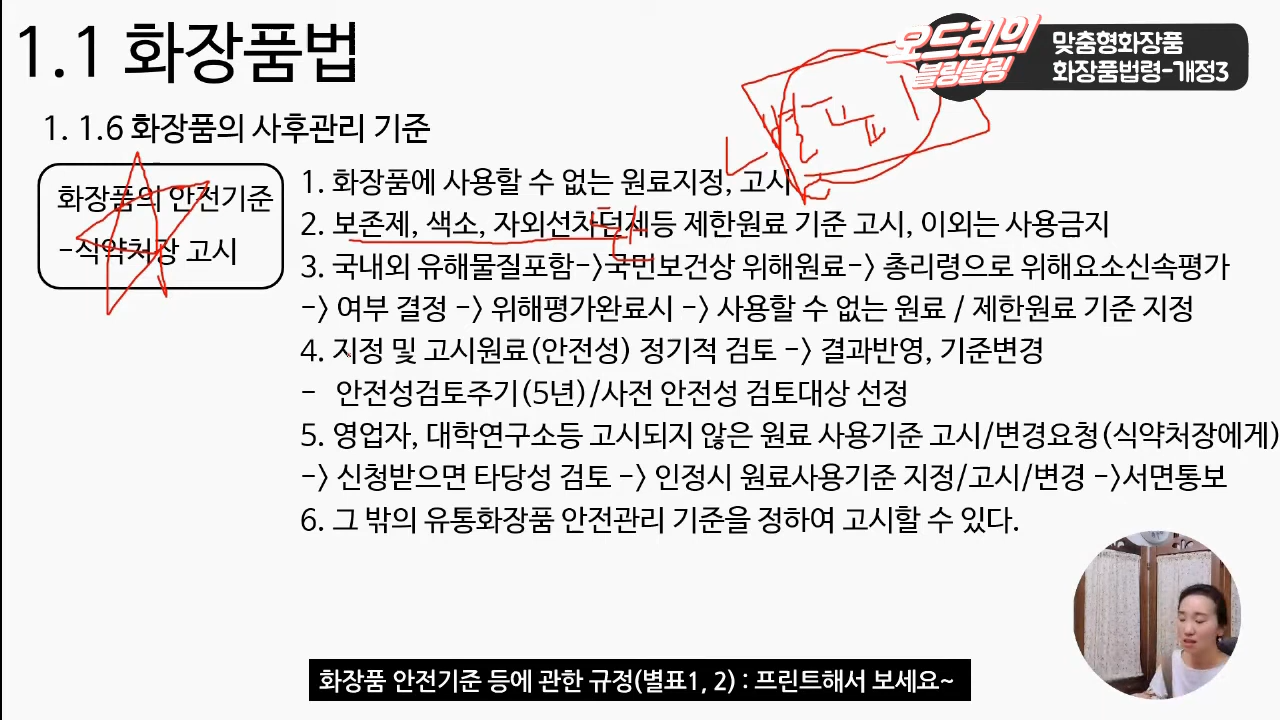 1.1 화장품법
오드리의
블링블링
맞춤형화장품
화장품법령-개정3
1. 1.6 화장품의 사후관리 기준
화장품의 안전기준
-식약처장 고시
1. 화장품에 사용할 수 없는 원료지정, 고시
2. 보존제, 색소, 자외선차단제등 제한원료 기준 고시, 이외는 사용금지
3. 국내외 유해물질포함->국민보건상 위해원료-> 총리령으로 위해요소신속평가
-> 여부 결정 -> 위해평가완료시 -> 사용할 수 없는 원료 / 제한원료 기준 지정
4. 지정 및 고시원료(안전성) 정기적 검토 -> 결과반영, 기준변경
- 안전성검토주기(5년)/사전 안전성 검토대상 선정
5. 영업자, 대학연구소등 고시되지 않은 원료 사용기준 고시/변경요청(식약처장에게)
-> 신청받으면 타당성 검토 -> 인정시 원료사용기준 지정/고시/변경 ->서면통보
6. 그 밖의 유통화장품 안전관리 기준을 정하여 고시할 수 있다.
화장품 안전기준 등에 관한 규정(별표1, 2) : 프린트해서 보세요~